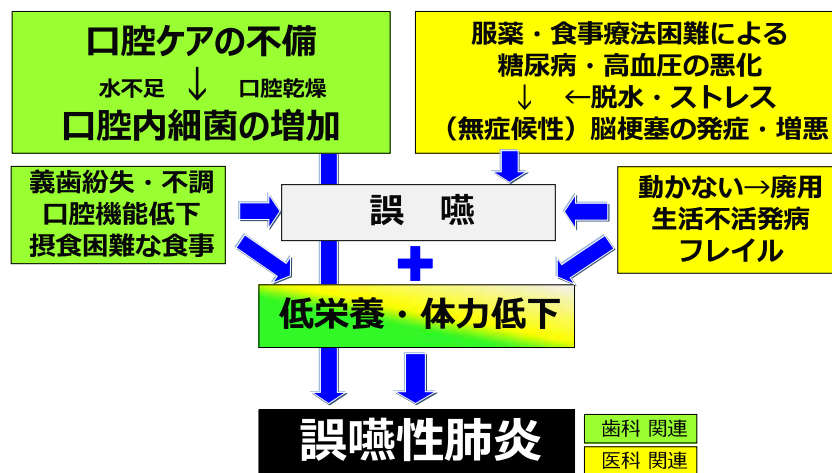 口腔ケアの不備
水不足 ↓ 口腔乾燥
口腔内細菌の増加
服薬・食事療法困難による
糖尿病・高血圧の悪化
↓ ←脱水・ストレス
（無症候性）脳梗塞の発症・増悪
義歯紛失・不調
口腔機能低下
摂食困難な食事
誤 嚥
動かない→廃用
生活不活発病
フレイル
低栄養・体力低下
誤嚥性肺炎
歯科 関連
医科 関連